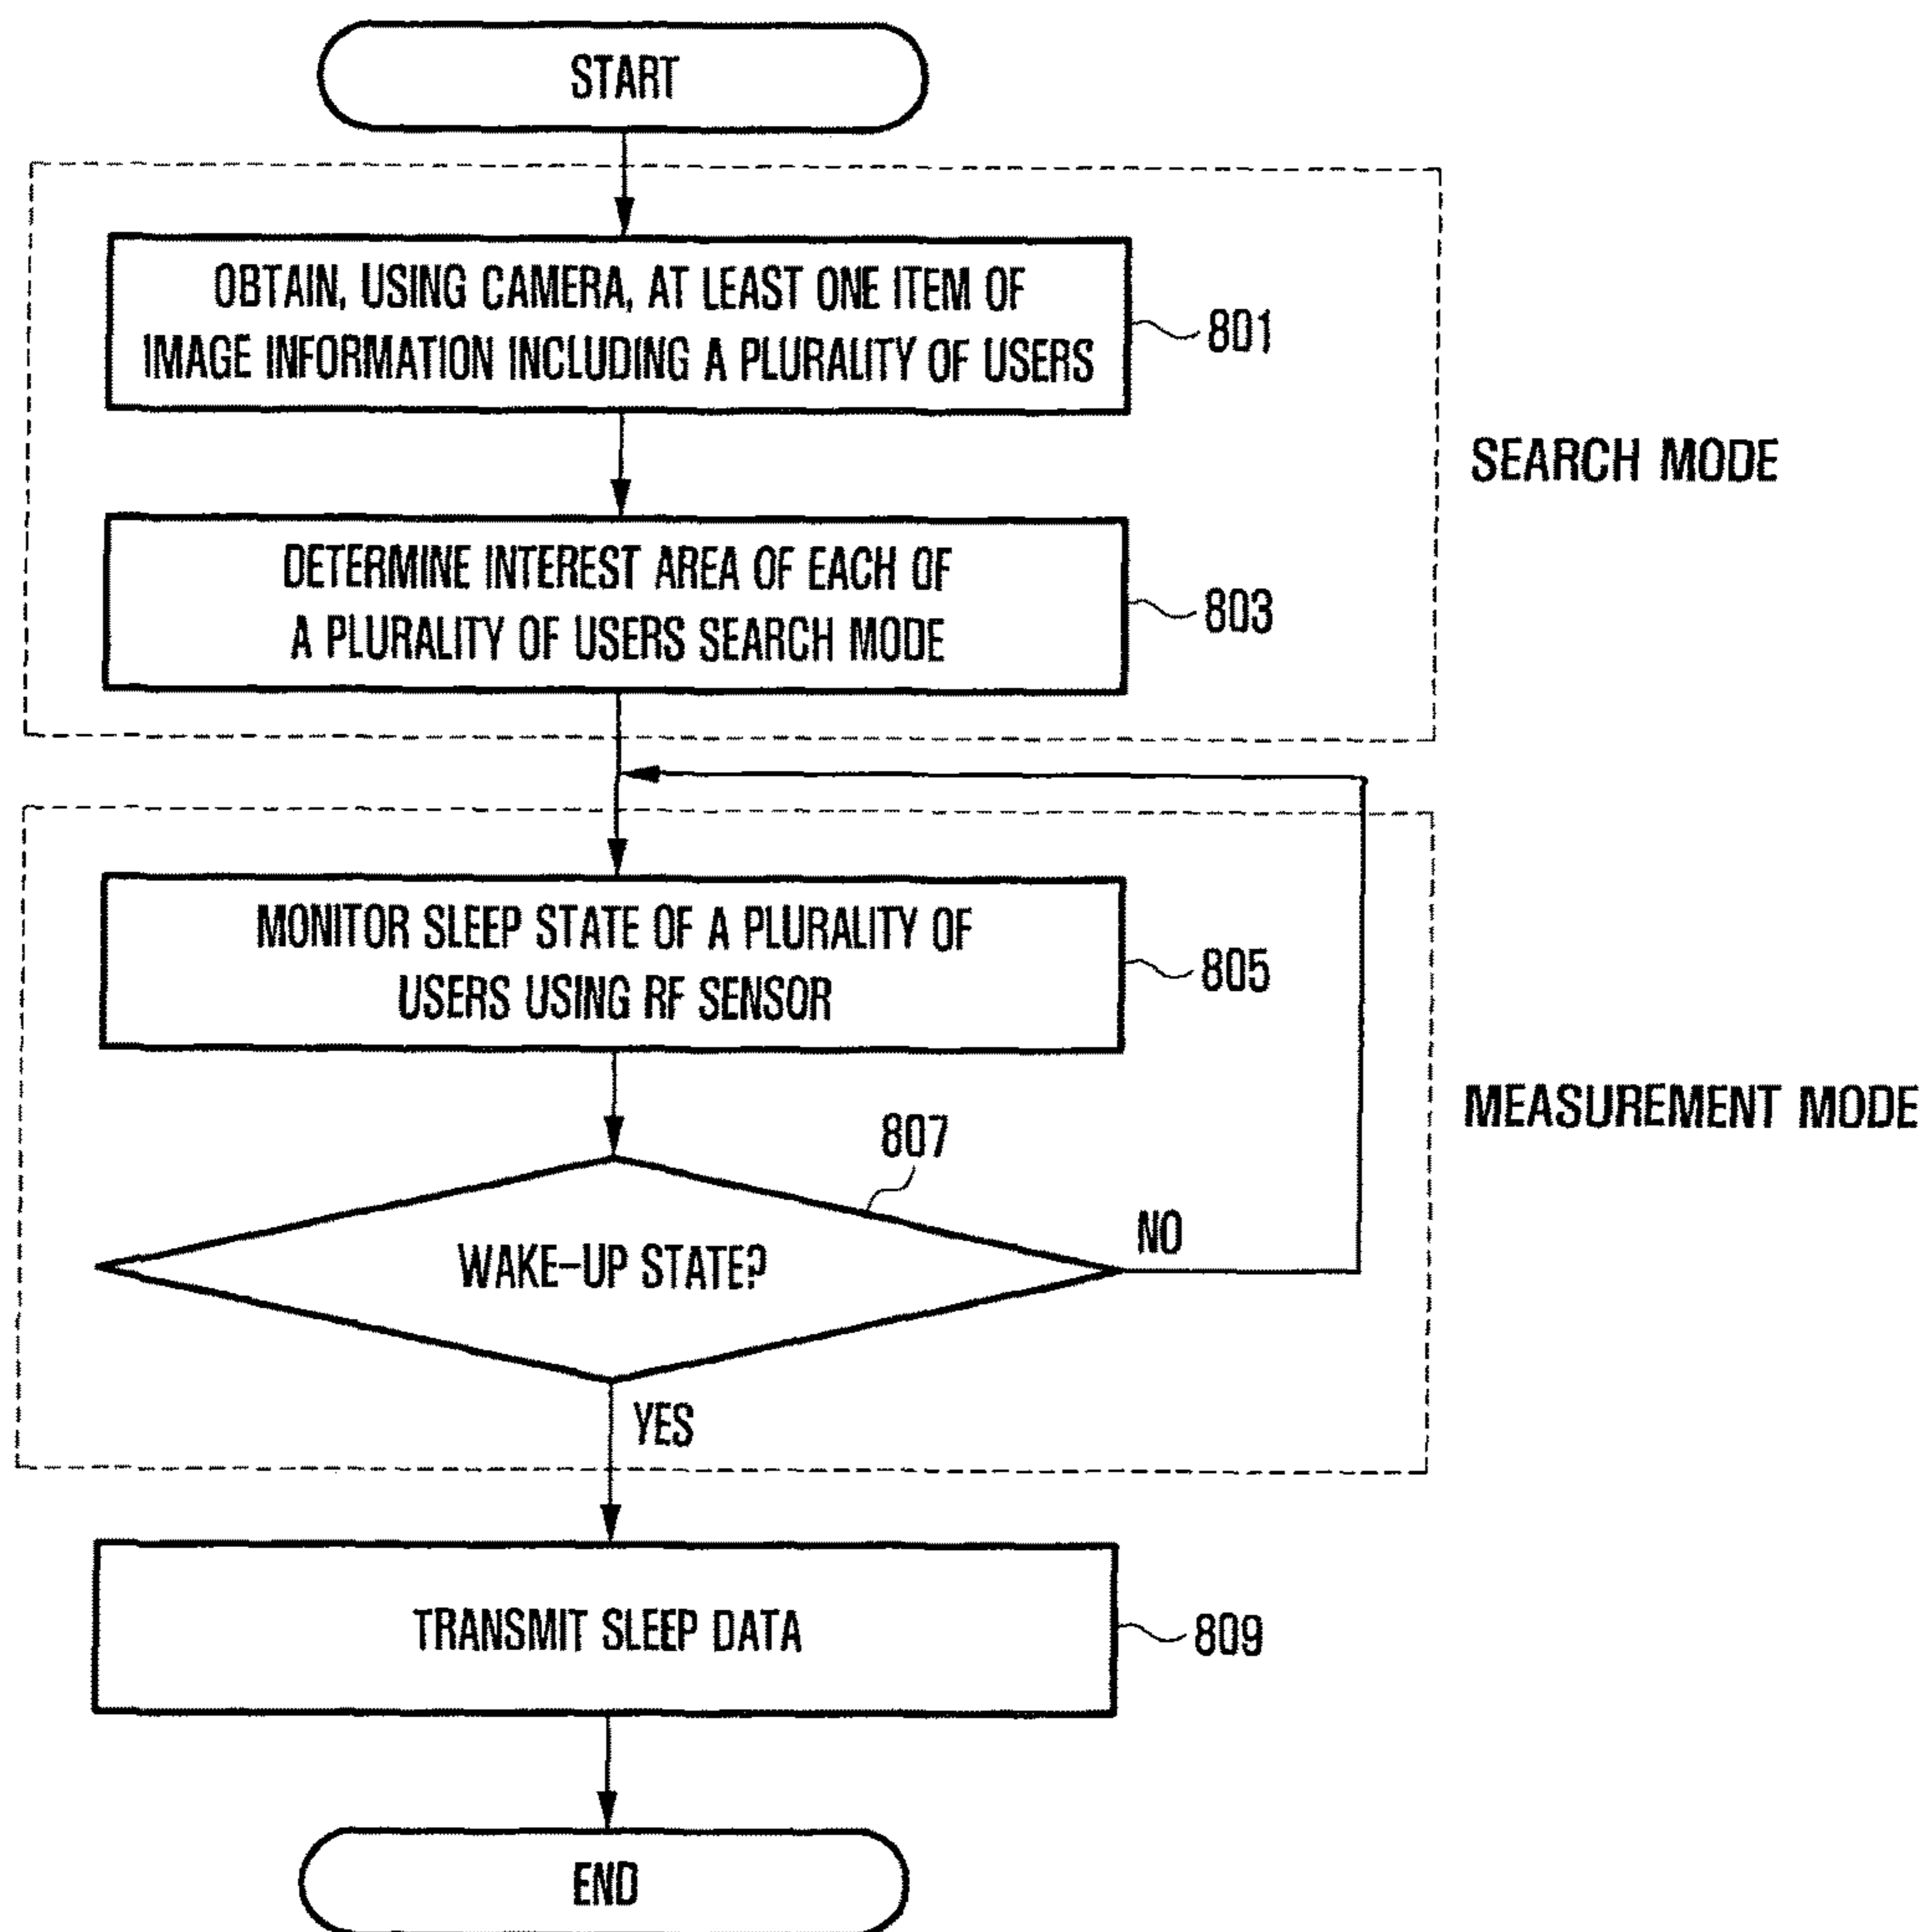 START
OBTAIN, USING CAMERA, AT LEAST ONE ITEM OF
IMAGE INFORMATION INCLUDING A PLURALITY OF USERS
801
SEARCH MODE
DETERMINE INTEREST AREA OF EACH OF
A PLURALITY OF USERS SEARCH MODE
803
MONITOR SLEEP STATE OF A PLURALITY OF
USERS USING RF SENSOR
805
MEASUREMENT MODE
807
WAKE-UP STATE?
NO
YES
TRANSMIT SLEEP DATA
809
END